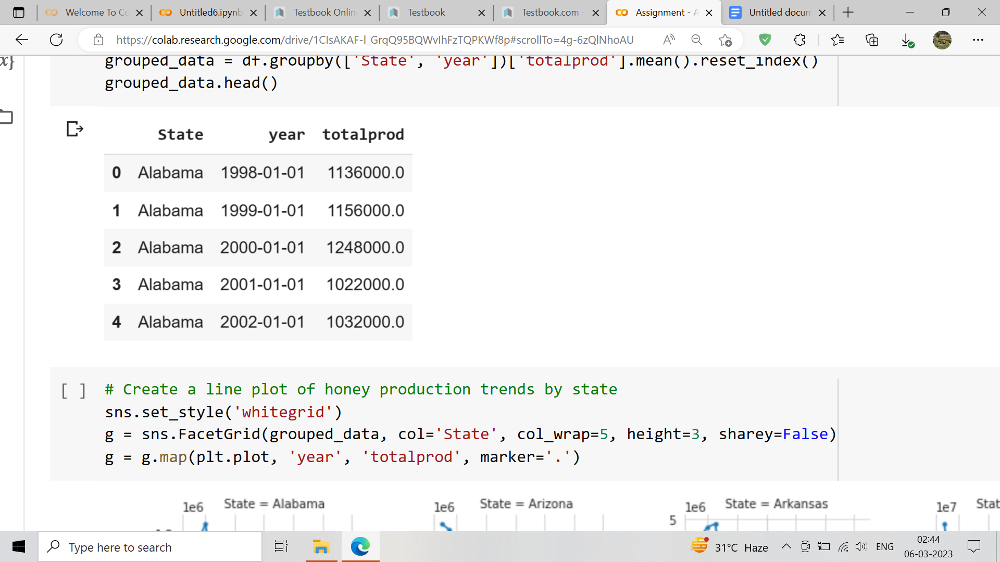 Welcome To Co
Untitled6.ipynb
Testbook Onlin
Testbook
Testbook.com -
Assignment - A
Untitled docum
https://colab.research.google.com/drive/1CIsAKAF-l_GrqQ95BQWvIhFzTQPKWf8p#scrollTo=4g-6zQlNhoAU
x}
grouped_data = df.groupby(['State', 'year'])['totalprod'].mean().reset_index()
grouped_data.head()
State year totalprod
0 Alabama 1998-01-01 1136000.0
1 Alabama 1999-01-01 1156000.0
2 Alabama 2000-01-01 1248000.0
3 Alabama 2001-01-01 1022000.0
4 Alabama 2002-01-01 1032000.0
[ ] # Create a line plot of honey production trends by state
sns.set_style('whitegrid')
g = sns.FacetGrid(grouped_data, col='State', col_wrap=5, height=3, sharey=False)
g = g.map(plt.plot, 'year', 'totalprod', marker='.')
1e6 State = Alabama
1e6 State = Arizona
1e6 State = Arkansas
1e7 Stat
5
Type here to search
31°C Haze
ENG
02:44
06-03-2023